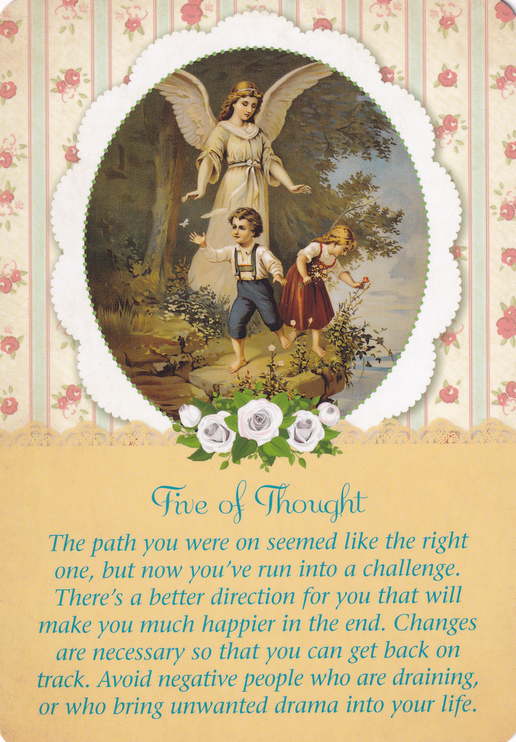 Five of Thought
The path you were on seemed like the right
one, but now you've run into a challenge.
There's a better direction for you that will
make you much happier in the end. Changes
are necessary so that you can get back on
track. Avoid negative people who are draining,
or who bring unwanted drama into your life.